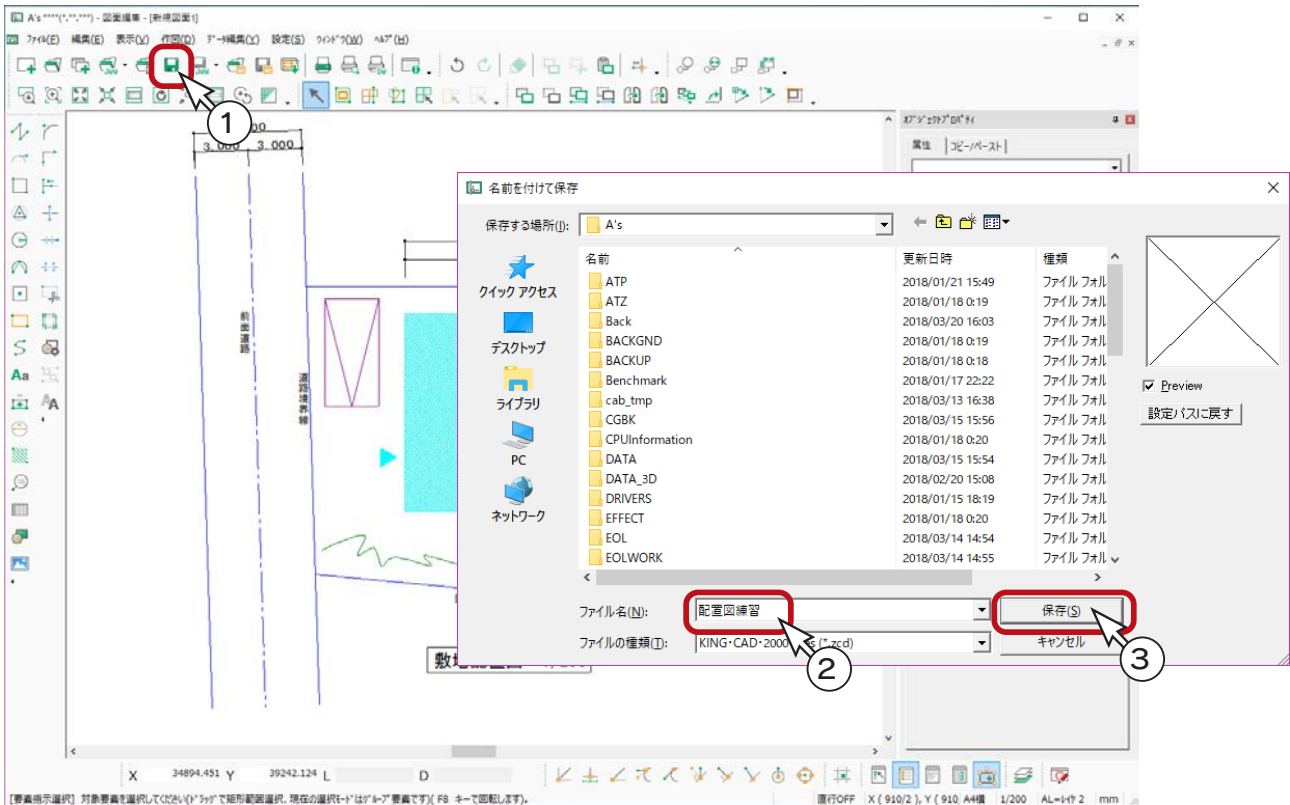 A's ****(*,**,***) - 図面編集 - [新規図面1]
ファイル(F) 編集(E) 表示(V) 作図(D) データ編集(Y) 設定(S) ウィンドウ(W) ヘルプ(H)
1
00
3,000 3,000
オブジェクトプロパティ
属性 コピー/ペースト
前面道路
道路境界線
名前を付けて保存
保存する場所(I): A's
名前 更新日時 種類
ATP 2018/01/21 15:49 ファイル フォル
ATZ 2018/01/18 0:19 ファイル フォル
Back 2018/03/20 16:03 ファイル フォル
BACKGND 2018/01/18 0:19 ファイル フォル
BACKUP 2018/01/18 0:18 ファイル フォル
Benchmark 2018/01/17 22:22 ファイル フォル
cab_tmp 2018/03/13 16:38 ファイル フォル
CGBK 2018/03/15 15:56 ファイル フォル
CPUInformation 2018/01/18 0:20 ファイル フォル
DATA 2018/03/15 15:54 ファイル フォル
DATA_3D 2018/02/20 15:08 ファイル フォル
DRIVERS 2018/01/15 18:19 ファイル フォル
EFFECT 2018/01/18 0:20 ファイル フォル
EOL 2018/03/14 14:54 ファイル フォル
EOLWORK 2018/03/14 14:55 ファイル フォル
クイック アクセス
デスクトップ
ライブラリ
PC
ネットワーク
Preview
設定パスに戻す
ファイル名(N): 配置図練習 保存(S)
ファイルの種類(T): KING・CAD・2000 es (*.zcd) キャンセル
2
3
Aa
A A
X 34894.451 Y 39242.124 L D
[要素指示選択] 対象要素を選択してください(ドラッグで矩形範囲選択. 現在の選択モードはグループ要素です)( F8 キーで回転します)。
直行OFF X ( 910/2 ), Y ( 910 A4横 1/200 AL=レイヤ 2 mm